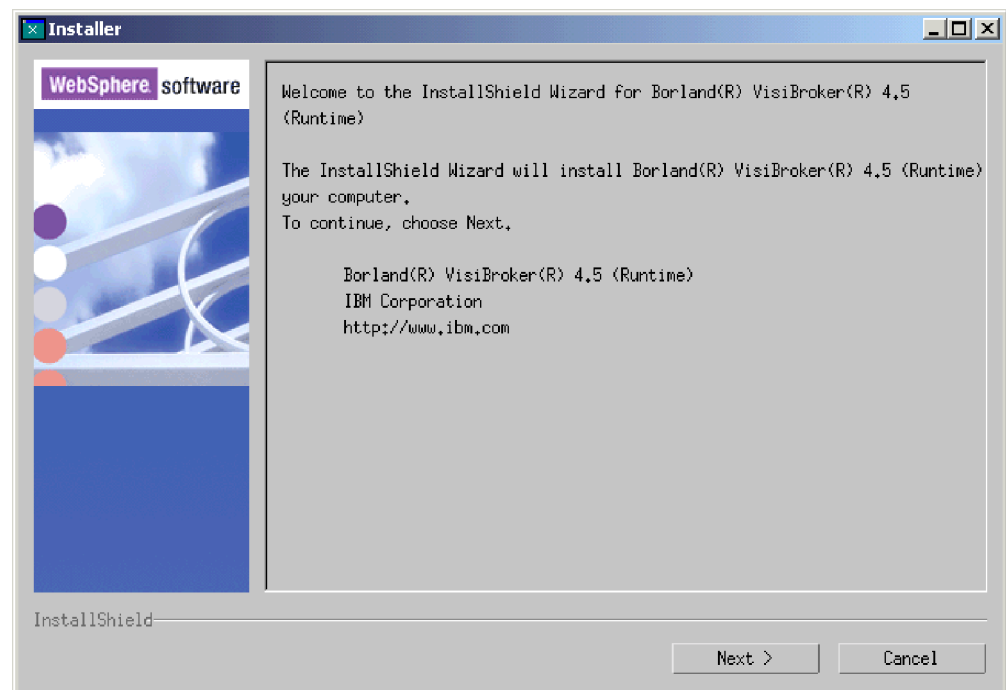 Installer
WebSphere software
Welcome to the InstallShield Wizard for Borland(R) VisiBroker(R) 4.5
(Runtime)
The InstallShield Wizard will install Borland(R) VisiBroker(R) 4.5 (Runtime)
your computer.
To continue, choose Next.
Borland(R) VisiBroker(R) 4.5 (Runtime)
IBM Corporation
http://www.ibm.com
InstallShield
Next >
Cancel